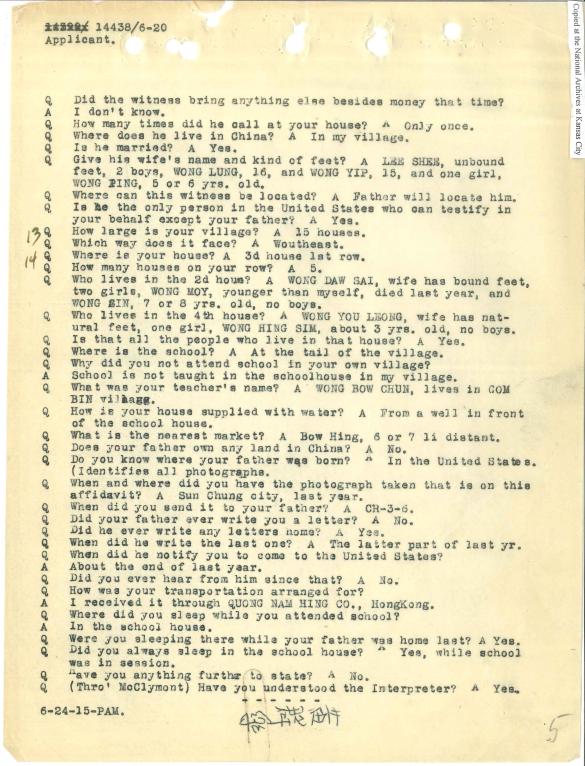 14438/6-20
Applicant.
Copied at the National Archives at Kansas City
Q Did the witness bring anything else besides money that time?
A I don't know.
Q How many times did he call at your house? A Only once.
Q Where does he live in China? A In my village.
Q Is he married? A Yes.
Q Give his wife's name and kind of feet? A LEE SHEE, unbound
feet, 2 boys, WONG LUNG, 16, and WONG YIP, 15, and one girl,
WONG PING, 5 or 6 yrs. old.
Q Where can this witness be located? A Father will locate him.
Q Is he the only person in the United States who can testify in
your behalf except your father? A Yes.
13 Q How large is your village? A 15 houses.
Q Which way does it face? A Woutheast.
14 Q Where is your house? A 3d house 1st row.
Q How many houses on your row? A 5.
Q Who lives in the 2d houm? A WONG DAW SAI, wife has bound feet,
two girls, WONG MOY, younger than myself, died last year, and
WONG SIN, 7 or 8 yrs. old, no boys.
Q Who lives in the 4th house? A WONG YOU LEONG, wife has nat-
ural feet, one girl, WONG HING SIM, about 3 yrs. old, no boys.
Q Is that all the people who live in that house? A Yes.
Q Where is the school? A At the tail of the village.
Q Why did you not attend school in your own village?
A School is not taught in the schoolhouse in my village.
Q What was your teacher's name? A WONG BOW CHUN, lives in COM
BIN
Q How is your house supplied with water? A From a well in front
of the school house.
Q What is the nearest market? A Bow Hing, 6 or 7 li distant.
Q Does your father own any land in China? A No.
Q Do you know where your father was born? A In the United States.
(Identifies all photographs.
Q When and where did you have the photograph taken that is on this
affidavit? A Sun Chung city, last year.
Q When did you send it to your father? A CR-3-6.
Q Did your father ever write you a letter? A No.
Q Did he ever write any letters home? A Yes.
Q When did he write the last one? A The latter part of last yr.
Q When did he notify you to come to the United States?
A About the end of last year.
Q Did you ever hear from him since that? A No.
Q How was your transportation arranged for?
A I received it through QUONG NAM HING CO., HongKong.
Q Where did you sleep while you attended school?
A In the school house.
Q Were you sleeping there while your father was home last? A Yes.
Q Did you always sleep in the school house? A Yes, while school
was in session.
Q Have you anything further to state? A No.
Q (Thro' McClymont) Have you understood the Interpreter? A Yes.
- - - - - -
6-24-15-PAM.
5